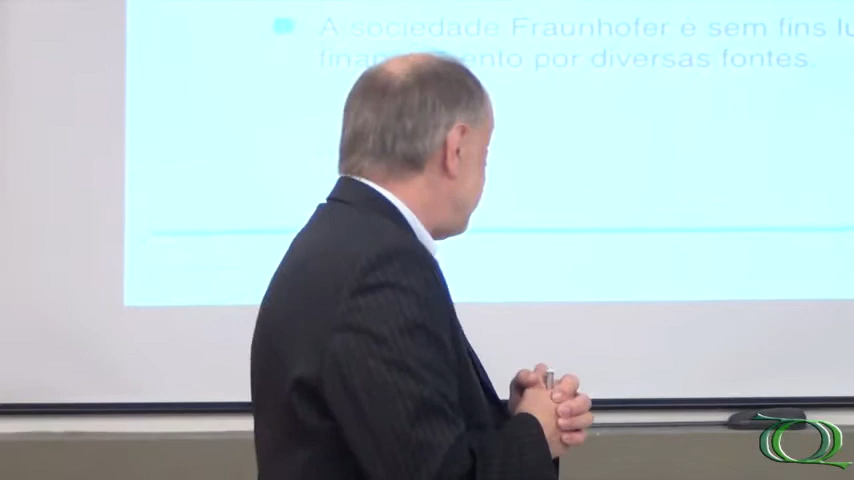 A sociedade Fraunhofer é sem fins
por diversas fontes.